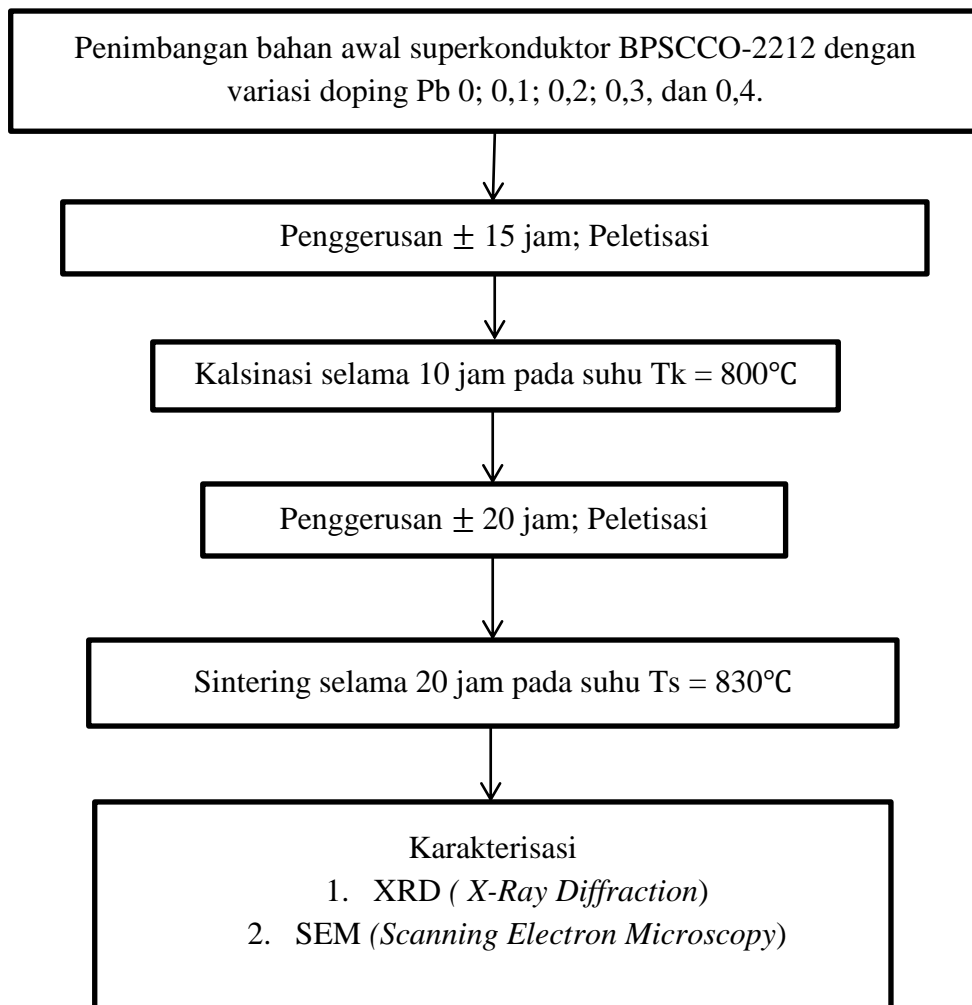 Penimbangan bahan awal superkonduktor BPSCCO-2212 dengan
variasi doping Pb 0; 0,1; 0,2; 0,3, dan 0,4.
Penggerusan ± 15 jam; Peletisasi
Kalsinasi selama 10 jam pada suhu Tk = 800℃
Penggerusan ± 20 jam; Peletisasi
Sintering selama 20 jam pada suhu Ts = 830℃
Karakterisasi
1. XRD ( X-Ray Diffraction)
2. SEM (Scanning Electron Microscopy)